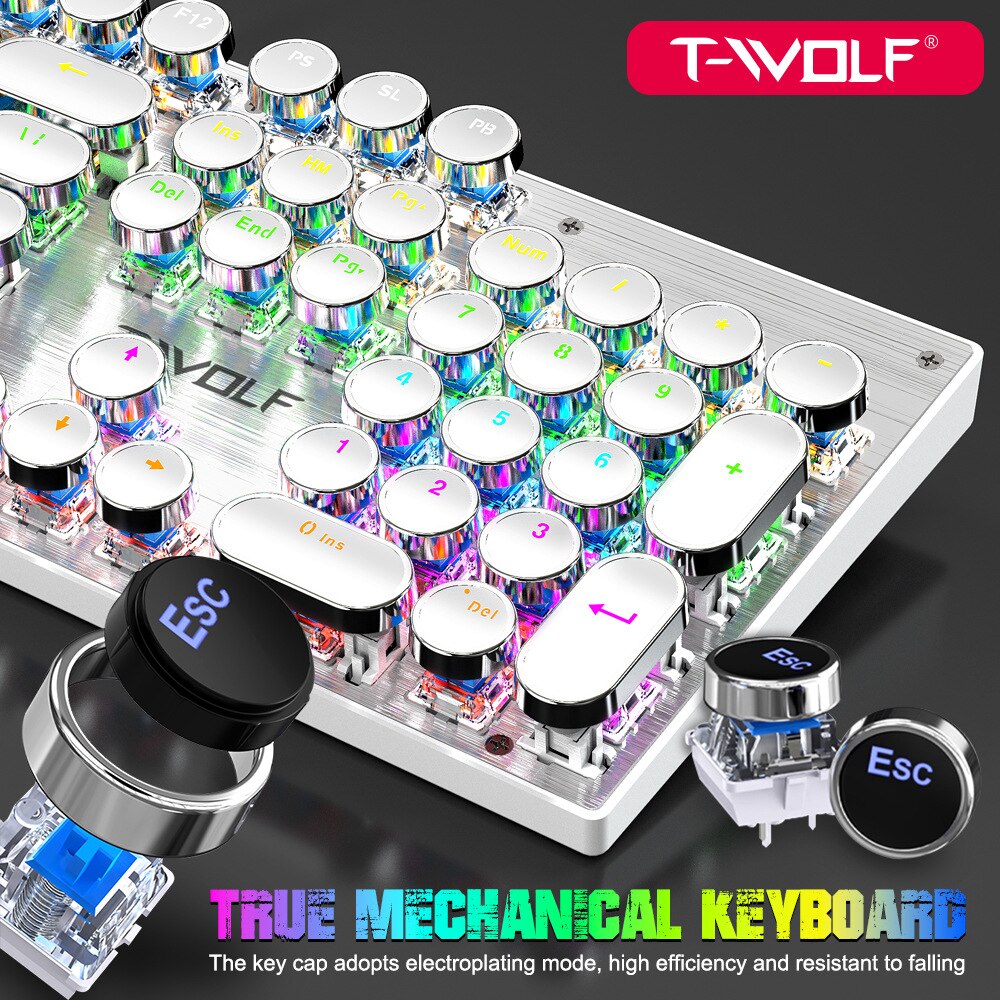 T-WOLF®
F12
PS
SL
PB
Ins
HM
Pg
Del
End
Pg
Num
/
*
-
7
8
9
+
4
5
6
T-WOLF
1
2
3
0 Ins
. Del
Esc
Esc
Esc
TRUE MECHANICAL KEYBOARD
The key cap adopts electroplating mode, high efficiency and resistant to falling